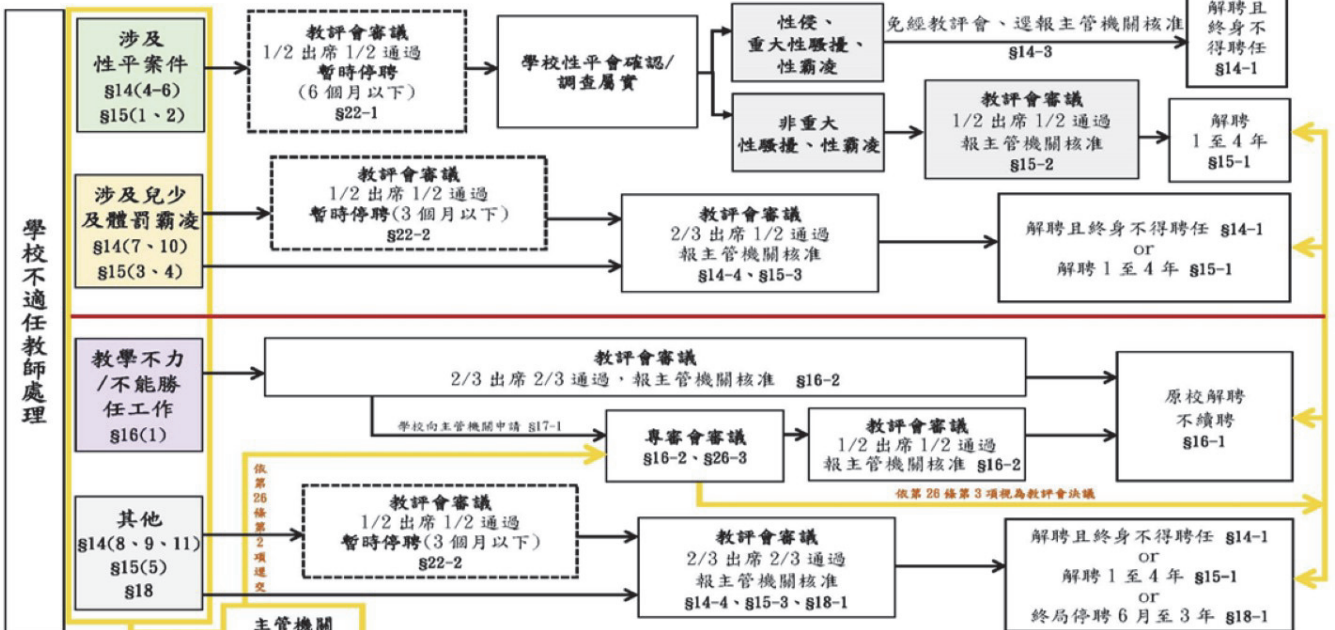 學校不適任教師處理
涉及
性平案件
§14(4-6)
§15(1、2)
教評會審議
1/2 出席 1/2 通過
暫時停聘
(6 個月以下)
§22-1
學校性平會確認/
調查屬實
性侵、
重大性騷擾、
性霸凌
免經教評會、逕報主管機關核准
§14-3
解聘且
終身不
得聘任
§14-1
非重大
性騷擾、性霸凌
教評會審議
1/2 出席 1/2 通過
報主管機關核准
§15-2
解聘
1 至 4 年
§15-1
涉及兒少
及體罰霸凌
§14(7、10)
§15(3、4)
教評會審議
1/2 出席 1/2 通過
暫時停聘(3 個月以下)
§22-2
教評會審議
2/3 出席 1/2 通過
報主管機關核准
§14-4、§15-3
解聘且終身不得聘任 §14-1
or
解聘 1 至 4 年 §15-1
教學不力
/不能勝
任工作
§16(1)
教評會審議
2/3 出席 2/3 通過，報主管機關核准 §16-2
學校向主管機關申請 §17-1
專審會審議
§16-2、§26-3
教評會審議
1/2 出席 1/2 通過
報主管機關核准 §16-2
原校解聘
不續聘
§16-1
依第26條第2項逕交
依第 26 條第 3 項視為教評會決議
其他
§14(8、9、11)
§15(5)
§18
教評會審議
1/2 出席 1/2 通過
暫時停聘(3 個月以下)
§22-2
教評會審議
2/3 出席 2/3 通過
報主管機關核准
§14-4、§15-3、§18-1
解聘且終身不得聘任 §14-1
or
解聘 1 至 4 年 §15-1
or
終局停聘 6 月至 3 年 §18-1
主管機關